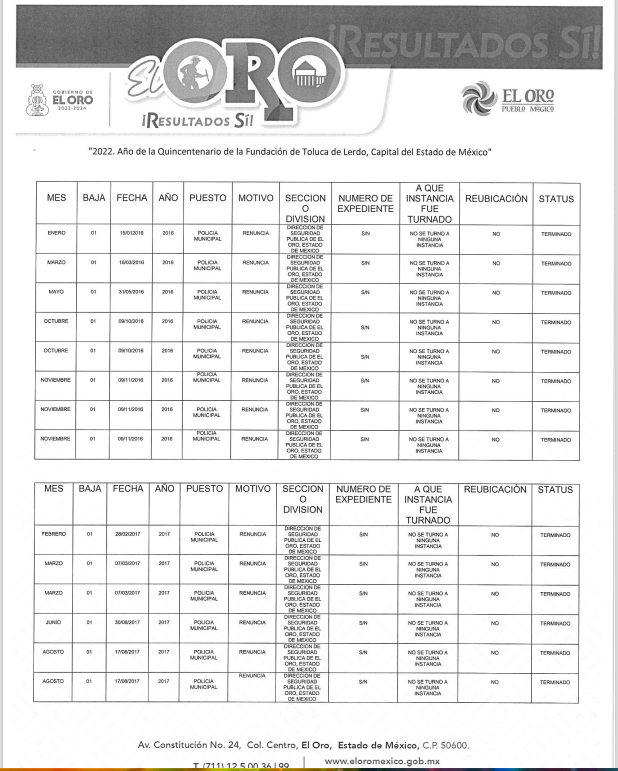 ¡RESULTADOS SÍ!
GOBIERNO DE
EL ORO
2022-2024
El ORO
¡RESULTADOS SÍ!
EL ORO
PUEBLO MÁGICO
"2022. Año de la Quincentenario de la Fundación de Toluca de Lerdo, Capital del Estado de México"
MES BAJA FECHA AÑO PUESTO MOTIVO SECCION O DIVISION NUMERO DE EXPEDIENTE A QUE INSTANCIA FUE TURNADO REUBICACIÒN STATUS
ENERO 01 15/012016 2016 POLICIA MUNICIPAL RENUNCIA DIRECCION DE SEGURIDAD PUBLICA DE EL ORO, ESTADO DE MEXICO S/N NO SE TURNO A NINGUNA INSTANCIA NO TERMINADO
MARZO 01 16/03/2016 2016 POLICIA MUNICIPAL RENUNCIA DIRECCION DE SEGURIDAD PUBLICA DE EL ORO, ESTADO DE MEXICO S/N NO SE TURNO A NINGUNA INSTANCIA NO TERMINADO
MAYO 01 31/05/2016 2016 POLICIA MUNICIPAL RENUNCIA DIRECCION DE SEGURIDAD PUBLICA DE EL ORO, ESTADO DE MEXICO S/N NO SE TURNO A NINGUNA INSTANCIA NO TERMINADO
OCTUBRE 01 09/10/2016 2016 POLICIA MUNICIPAL RENUNCIA DIRECCION DE SEGURIDAD PUBLICA DE EL ORO, ESTADO DE MEXICO S/N NO SE TURNO A NINGUNA INSTANCIA NO TERMINADO
OCTUBRE 01 09/10/2016 2016 POLICIA MUNICIPAL RENUNCIA DIRECCION DE SEGURIDAD PUBLICA DE EL ORO, ESTADO DE MEXICO S/N NO SE TURNO A NINGUNA INSTANCIA NO TERMINADO
NOVIEMBRE 01 09/11/2016 2016 POLICIA MUNICIPAL RENUNCIA DIRECCION DE SEGURIDAD PUBLICA DE EL ORO, ESTADO DE MEXICO S/N NO SE TURNO A NINGUNA INSTANCIA NO TERMINADO
NOVIEMBRE 01 09/11/2016 2016 POLICIA MUNICIPAL RENUNCIA DIRECCION DE SEGURIDAD PUBLICA DE EL ORO, ESTADO DE MEXICO S/N NO SE TURNO A NINGUNA INSTANCIA NO TERMINADO
NOVIEMBRE 01 09/11/2016 2016 POLICIA MUNICIPAL RENUNCIA DIRECCION DE SEGURIDAD PUBLICA DE EL ORO, ESTADO DE MEXICO S/N NO SE TURNO A NINGUNA INSTANCIA NO TERMINADO
MES BAJA FECHA AÑO PUESTO MOTIVO SECCION O DIVISION NUMERO DE EXPEDIENTE A QUE INSTANCIA FUE TURNADO REUBICACIÒN STATUS
FEBRERO 01 28/02/2017 2017 POLICIA MUNICIPAL RENUNCIA DIRECCION DE SEGURIDAD PUBLICA DE EL ORO, ESTADO DE MEXICO S/N NO SE TURNO A NINGUNA INSTANCIA NO TERMINADO
MARZO 01 07/03/2017 2017 POLICIA MUNICIPAL RENUNCIA DIRECCION DE SEGURIDAD PUBLICA DE EL ORO, ESTADO DE MEXICO S/N NO SE TURNO A NINGUNA INSTANCIA NO TERMINADO
MARZO 01 07/03/2017 2017 POLICIA MUNICIPAL RENUNCIA DIRECCION DE SEGURIDAD PUBLICA DE EL ORO, ESTADO DE MEXICO S/N NO SE TURNO A NINGUNA INSTANCIA NO TERMINADO
JUNIO 01 2017 POLICIA MUNICIPAL RENUNCIA DIRECCION DE SEGURIDAD PUBLICA DE EL ORO, ESTADO DE MEXICO S/N NO SE TURNO A NINGUNA INSTANCIA NO TERMINADO
AGOSTO 01 17/08/2017 2017 POLICIA MUNICIPAL RENUNCIA DIRECCION DE SEGURIDAD PUBLICA DE EL ORO, ESTADO DE MEXICO S/N NO SE TURNO A NINGUNA INSTANCIA NO TERMINADO
AGOSTO 01 17/08/2017 2017 POLICIA MUNICIPAL RENUNCIA DIRECCION DE SEGURIDAD PUBLICA DE EL ORO, ESTADO DE MEXICO S/N NO SE TURNO A NINGUNA INSTANCIA NO TERMINADO
Av. Constitución No. 24, Col. Centro, El Oro, Estado de México, C.P. 50600.
T. (711) 12 5 00 36 | 99 www.eloromexico.gob.mx